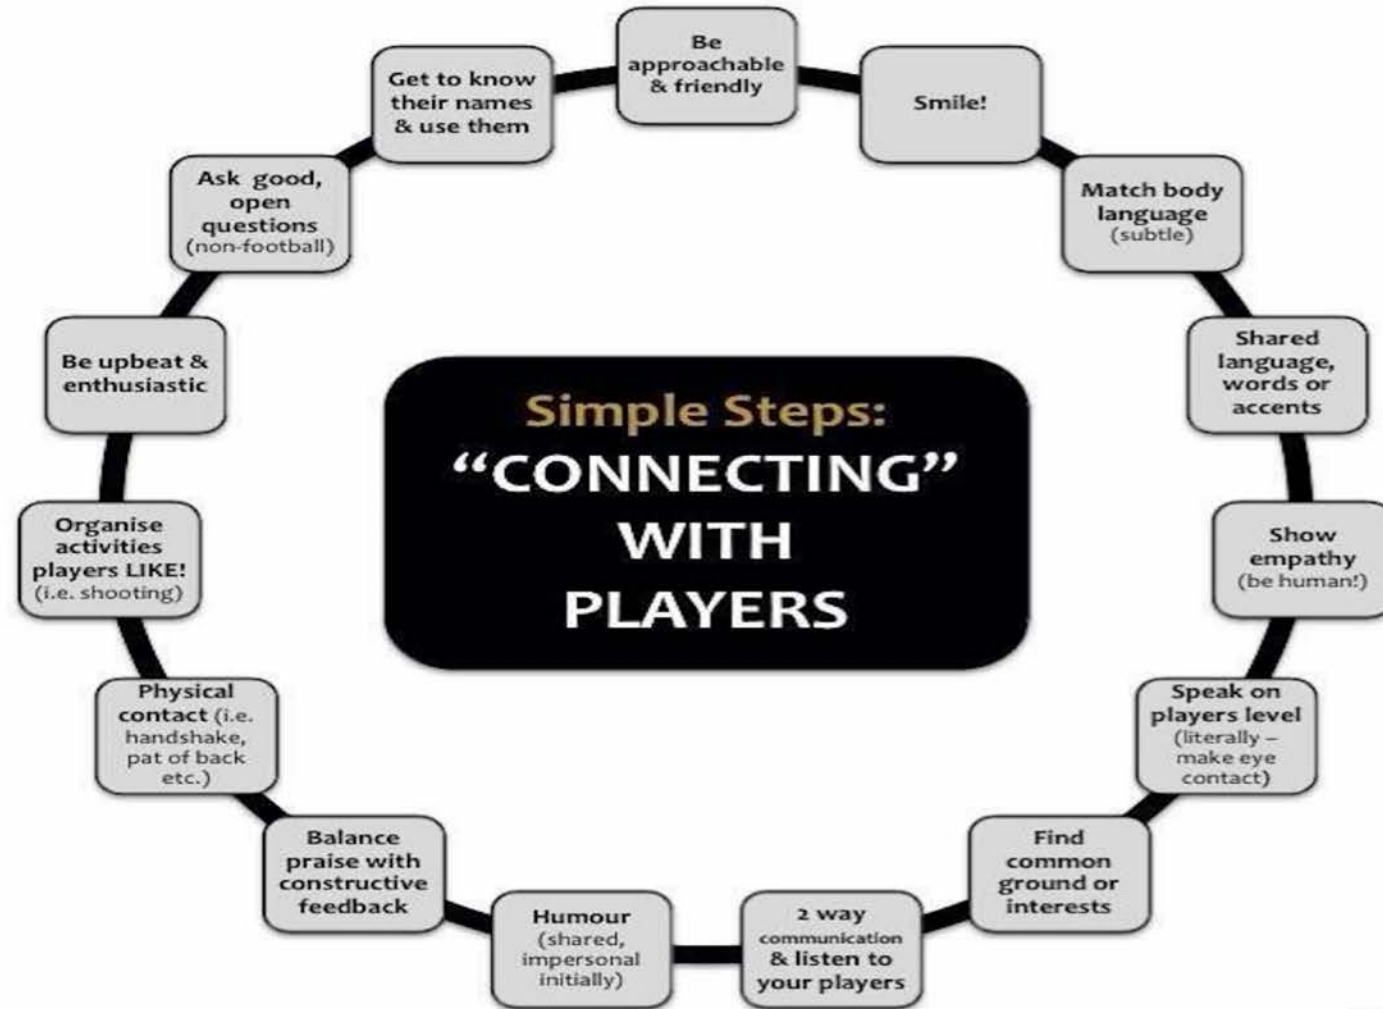 Be
approachable
& friendly
Smile!
Match body
language
(subtle)
Shared
language,
words or
accents
Show
empathy
(be human!)
Speak on
players level
(literally –
make eye
contact)
Find
common
ground or
interests
2 way
communication
& listen to
your players
Humour
(shared,
impersonal
initially)
Balance
praise with
constructive
feedback
Physical
contact (i.e.
handshake,
pat of back
etc.)
Organise
activities
players LIKE!
(i.e. shooting)
Be upbeat &
enthusiastic
Ask good,
open
questions
(non-football)
Get to know
their names
& use them
Simple Steps:
“CONNECTING”
WITH
PLAYERS